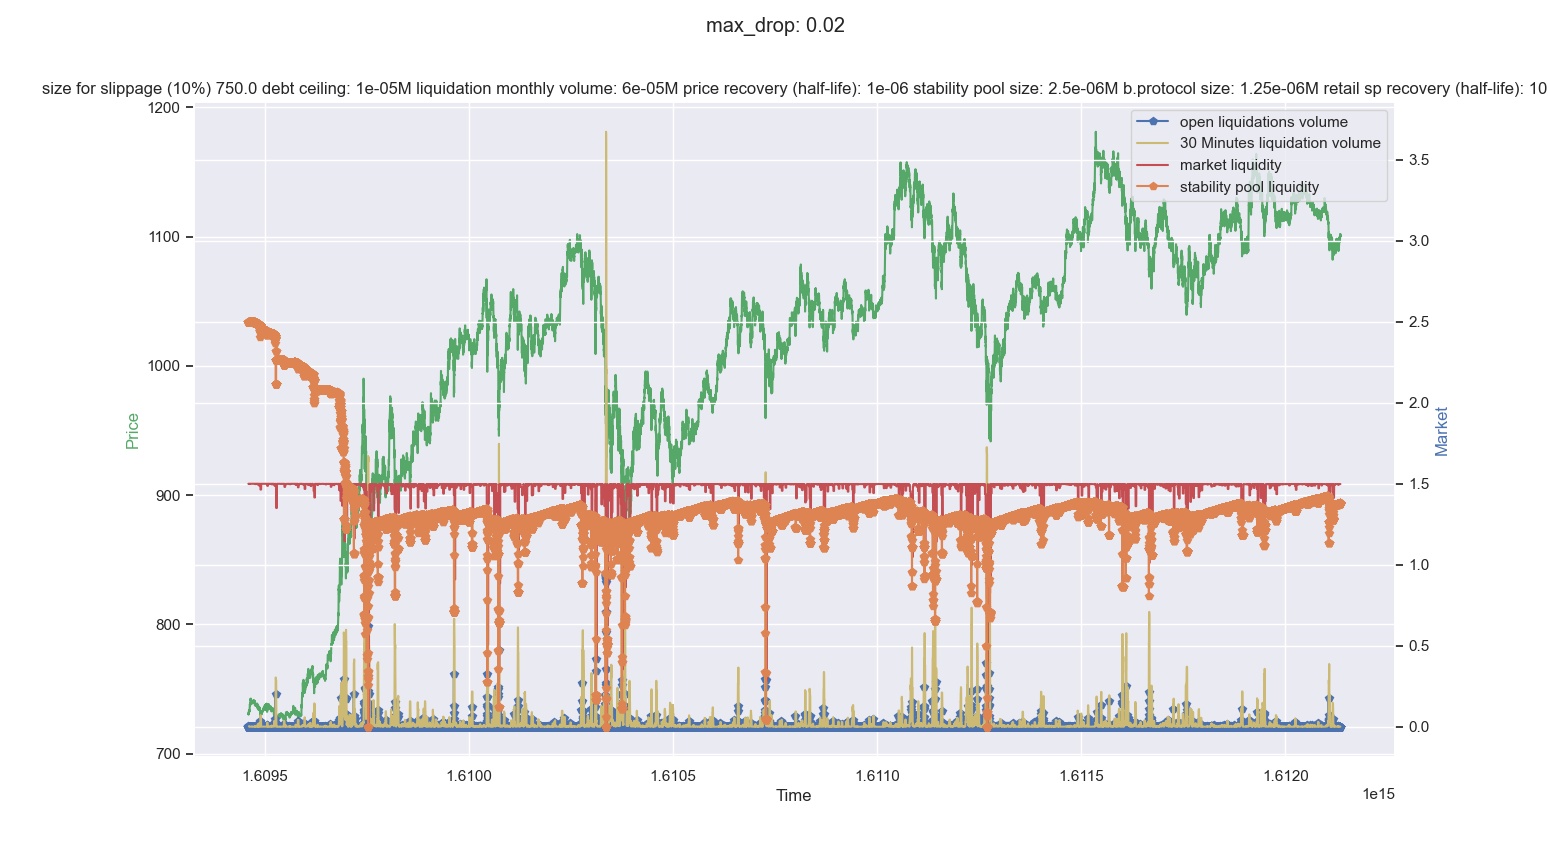 max_drop: 0.02
size for slippage (10%) 750.0 debt ceiling: 1e-05M liquidation monthly volume: 6e-05M price recovery (half-life): 1e-06 stability pool size: 2.5e-06M b.protocol size: 1.25e-06M retail sp recovery (half-life): 10
1200
1100
1000
900
800
700
Price
open liquidations volume
30 Minutes liquidation volume
market liquidity
stability pool liquidity
3.5
3.0
2.5
2.0
1.5
1.0
0.5
0.0
Market
1.6095 1.6100 1.6105 1.6110 1.6115 1.6120
Time
1e15